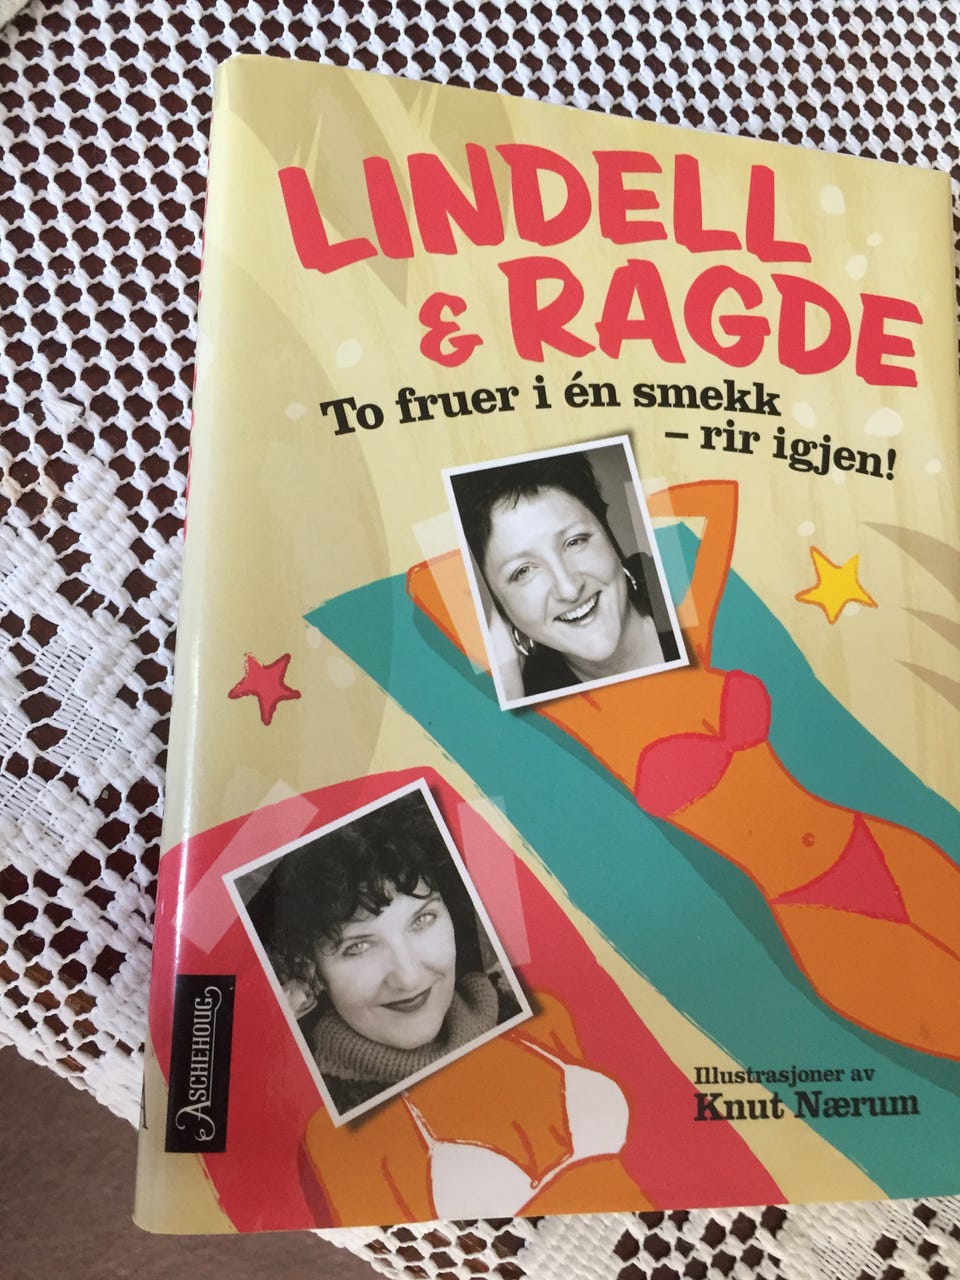 LINDELL
& RAGDE
To fruer i én smekk
– rir igjen!
Illustrasjoner av
Knut Nærum
ASCHEHOUG